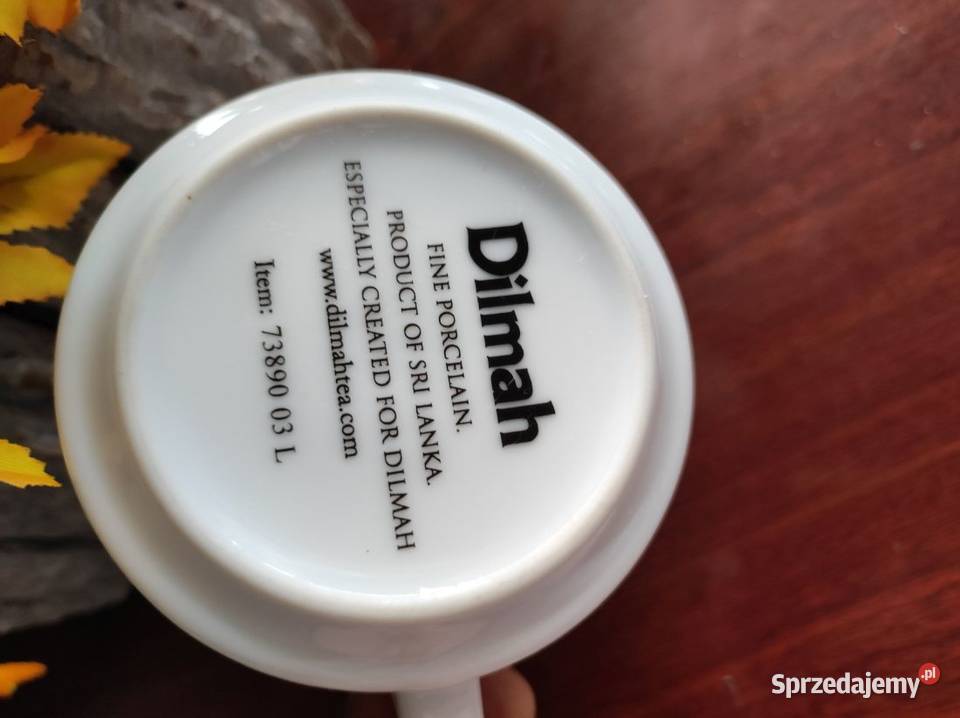 Dilmah
FINE PORCELAIN.
PRODUCT OF SRI LANKA.
ESPECIALLY CREATED FOR DILMAH
www.dilmahtea.com
Item: 73890 03 L
Sprzedajemy.pl